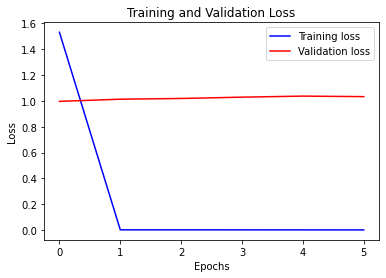 Training and Validation Loss
Training loss
Validation loss
Loss
1.6
1.4
1.2
1.0
0.8
0.6
0.4
0.2
0.0
0 1 2 3 4 5
Epochs